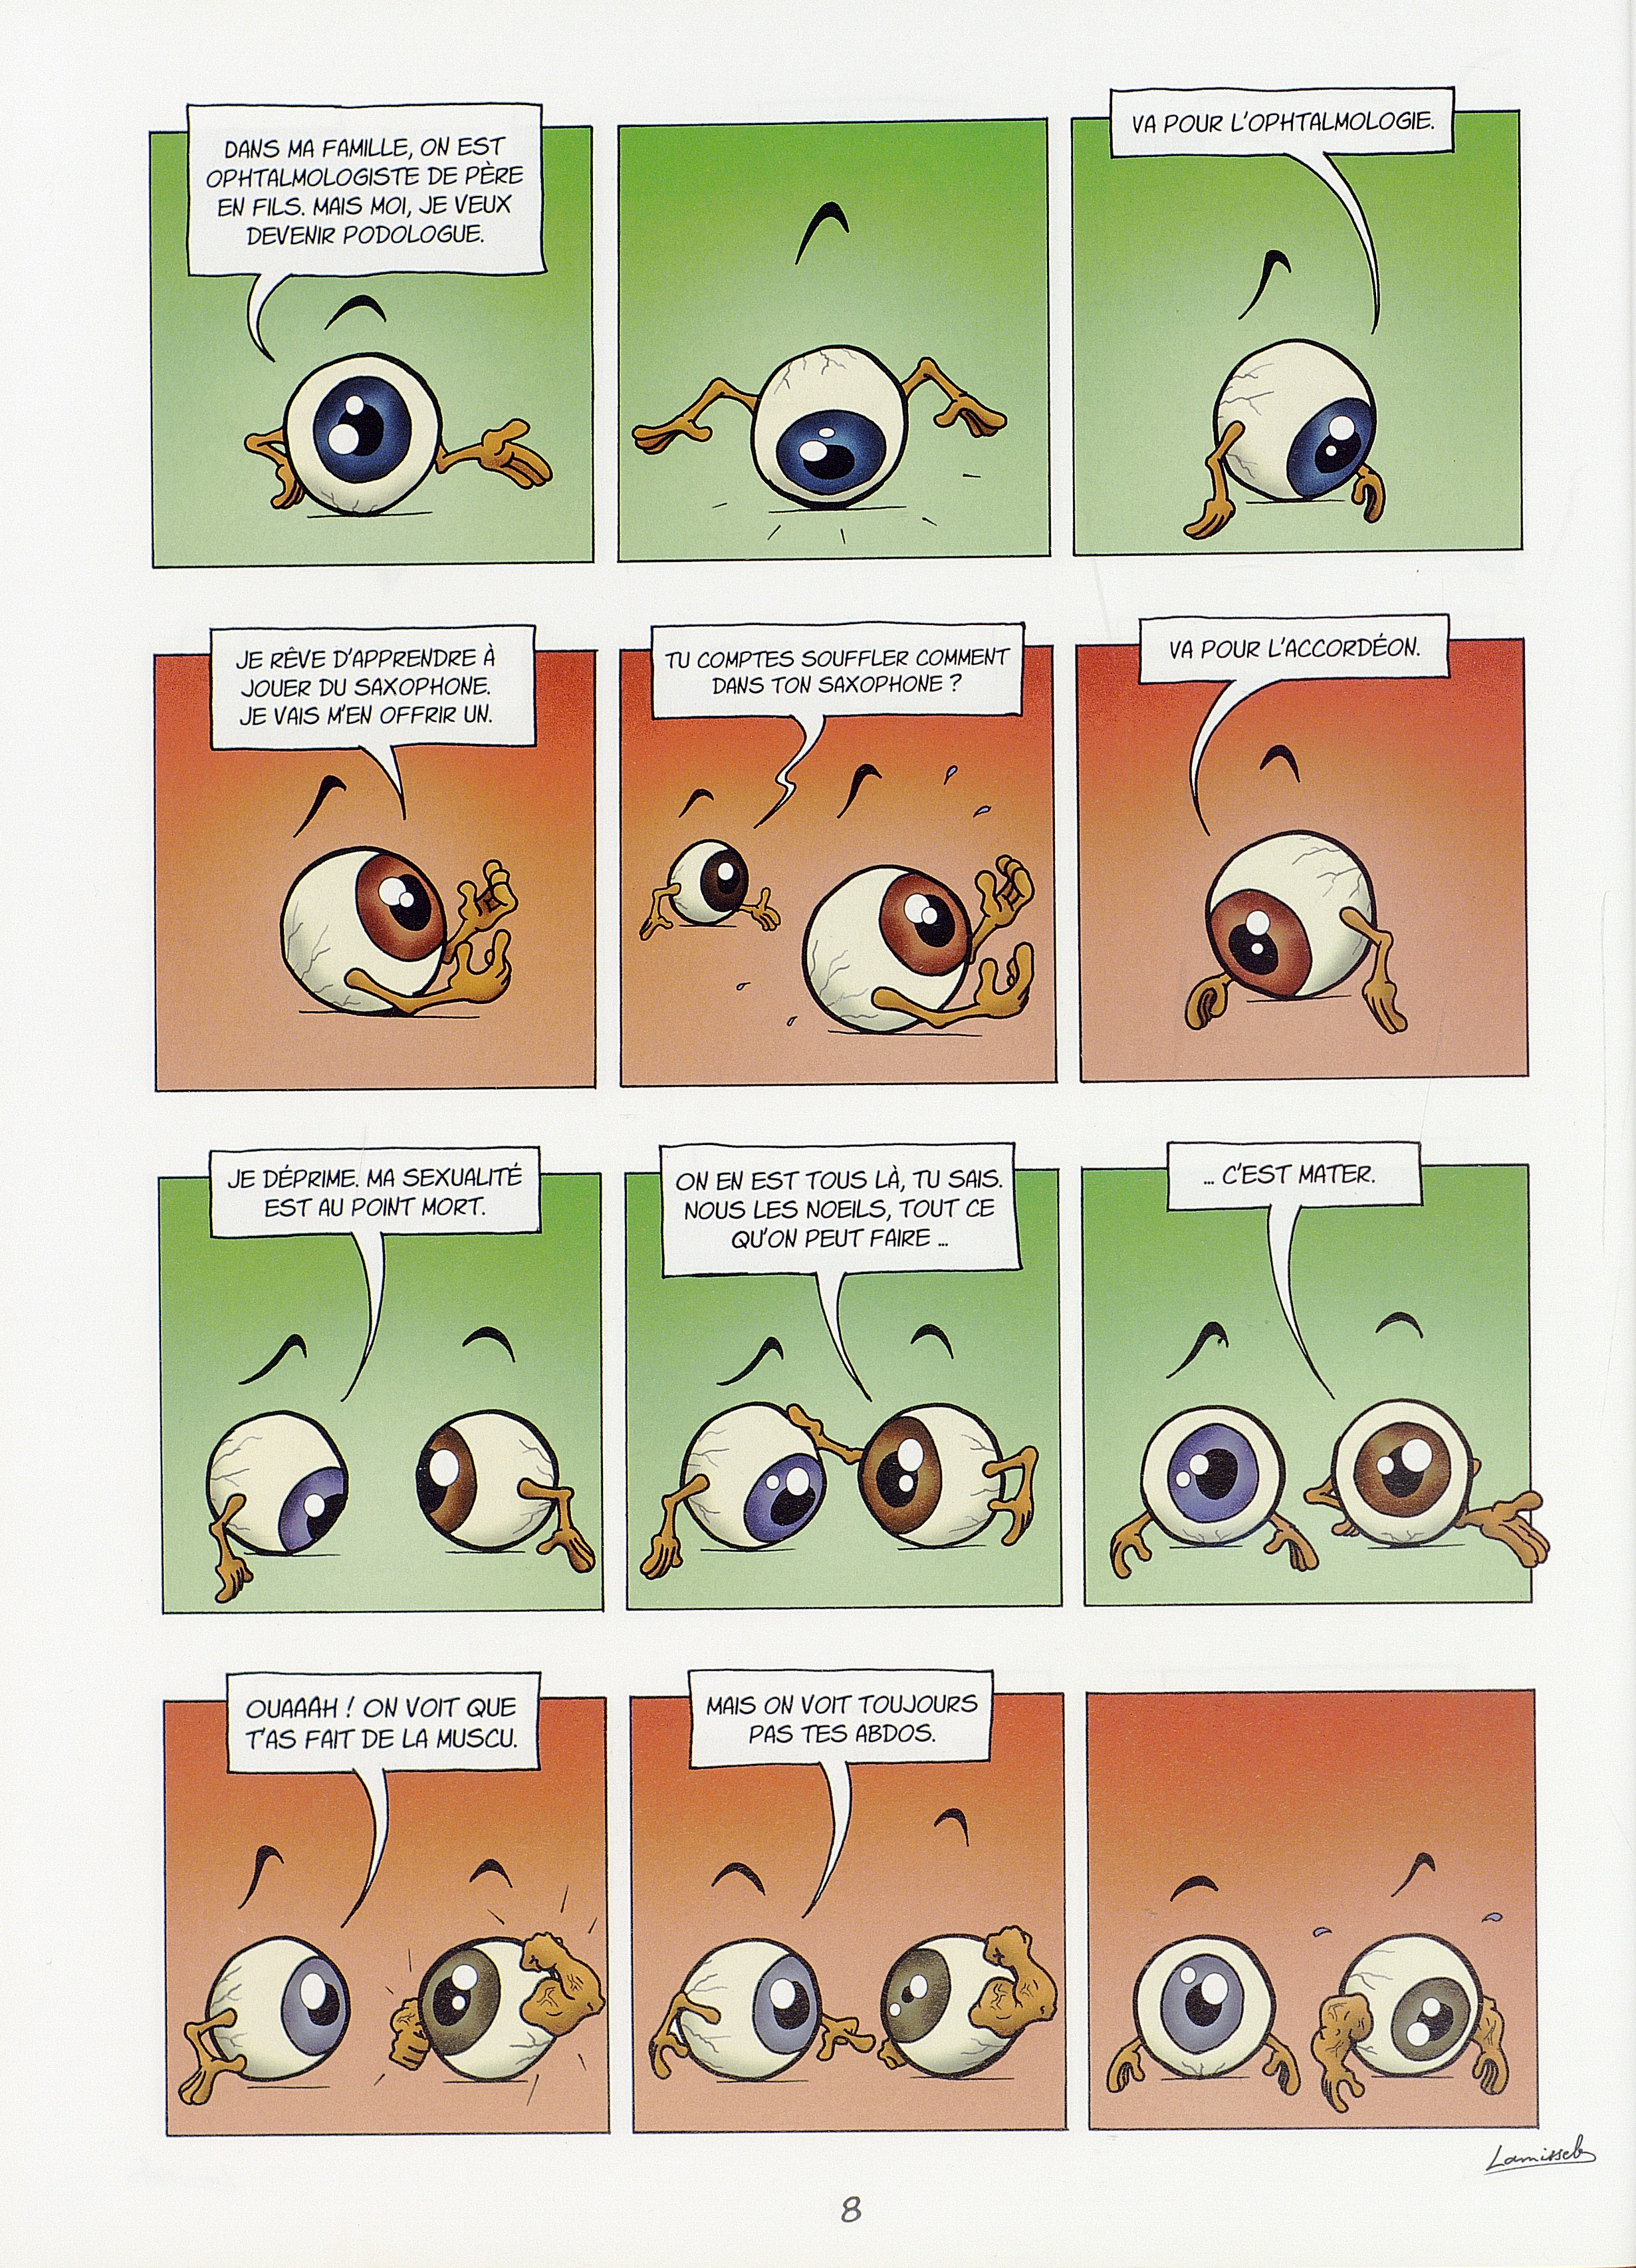 DANS MA FAMILLE, ON EST
OPHTALMOLOGISTE DE PÈRE
EN FILS. MAIS MOI, JE VEUX
DEVENIR PODOLOGUE.
VA POUR L'OPHTALMOLOGIE.
JE RÊVE D'APPRENDRE À
JOUER DU SAXOPHONE.
JE VAIS M'EN OFFRIR UN.
TU COMPTES SOUFFLER COMMENT
DANS TON SAXOPHONE ?
VA POUR L'ACCORDÉON.
JE DÉPRIME. MA SEXUALITÉ
EST AU POINT MORT.
ON EN EST TOUS LÀ, TU SAIS.
NOUS LES NOEILS, TOUT CE
QU'ON PEUT FAIRE ...
... C'EST MATER.
OUAAAH ! ON VOIT QUE
T'AS FAIT DE LA MUSCU.
MAIS ON VOIT TOUJOURS
PAS TES ABDOS.
Lamisseb
8